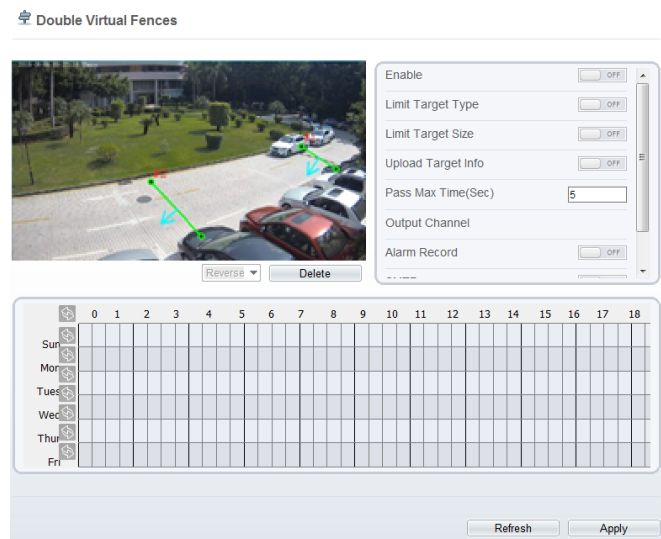 Double Virtual Fences
Enable OFF
Limit Target Type OFF
Limit Target Size OFF
Upload Target Info OFF
Pass Max Time(Sec) 5
Output Channel
Alarm Record OFF
Reverse Delete
0 1 2 3 4 5 6 7 8 9 10 11 12 13 14 15 16 17 18
Sun
Mon
Tues
Wed
Thur
Fri
Refresh Apply